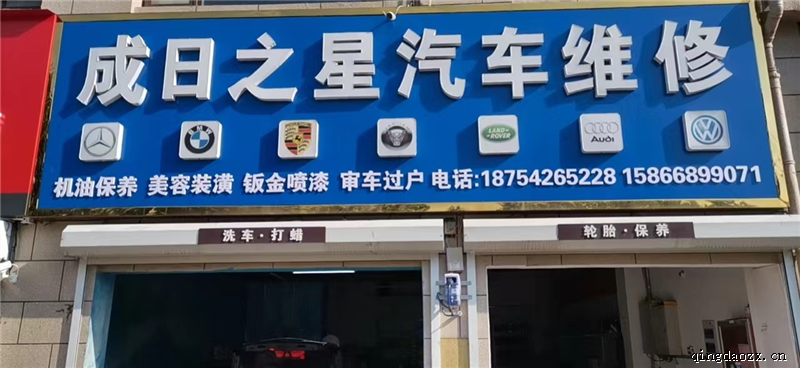 成日之星汽车维修
LAND ROVER
Audi
机油保养 美容装潢 钣金喷漆 审车过户 电话:18754265228 15866899071
洗车·打蜡
轮胎·保养
qingdaozx.cn